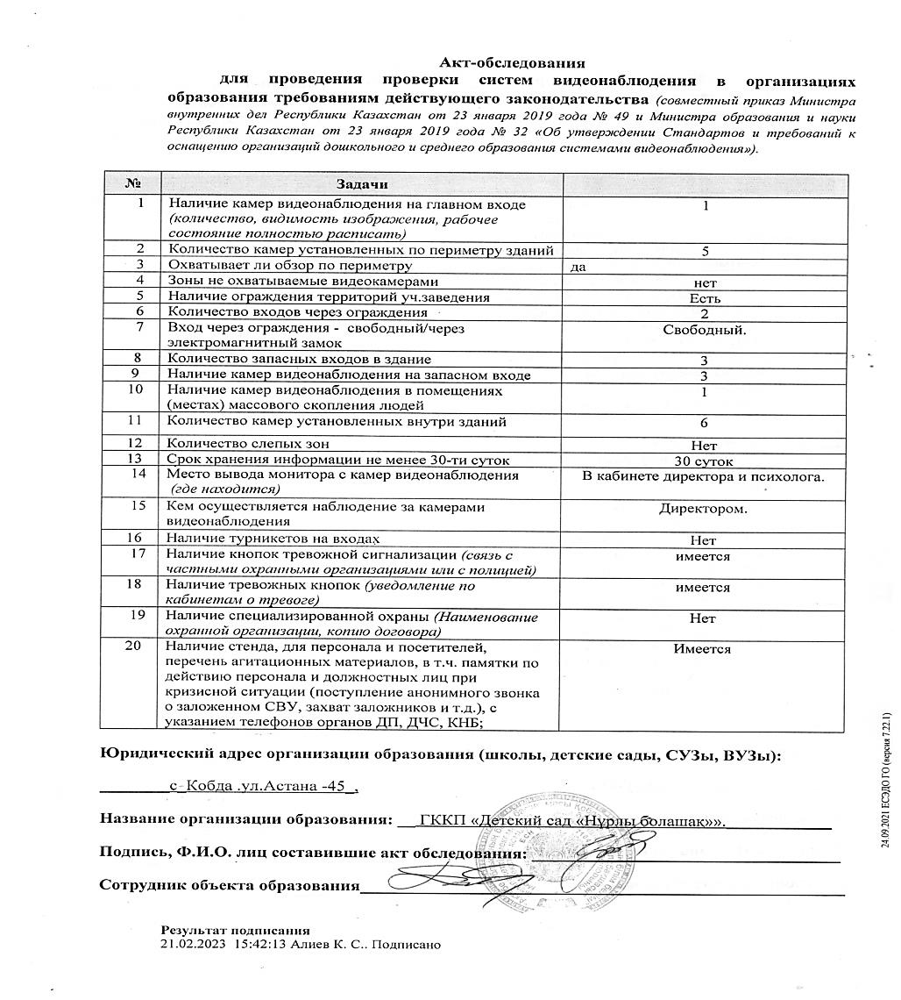 Акт-обследования
для проведения проверки систем видеонаблюдения в организациях
образования требованиям действующего законодательства (совместный приказ Министра
внутренних дел Республики Казахстан от 23 января 2019 года № 49 и Министра образования и науки
Республики Казахстан от 23 января 2019 года № 32 «Об утверждении Стандартов и требований к
оснащению организаций дошкольного и среднего образования системами видеонаблюдения»).
№ Задачи
1 Наличие камер видеонаблюдения на главном входе 1
(количество, видимость изображения, рабочее
состояние полностью расписать)
2 Количество камер установленных по периметру зданий 5
3 Охватывает ли обзор по периметру да
4 Зоны не охватываемые видеокамерами нет
5 Наличие ограждения территорий уч.заведения Есть
6 Количество входов через ограждения 2
7 Вход через ограждения - свободный/через Свободный.
электромагнитный замок
8 Количество запасных входов в здание 3
9 Наличие камер видеонаблюдения на запасном входе 3
10 Наличие камер видеонаблюдения в помещениях 1
(местах) массового скопления людей
11 Количество камер установленных внутри зданий 6
12 Количество слепых зон Нет
13 Срок хранения информации не менее 30-ти суток 30 суток
14 Место вывода монитора с камер видеонаблюдения В кабинете директора и психолога.
(где находится)
15 Кем осуществляется наблюдение за камерами Директором.
видеонаблюдения
16 Наличие турникетов на входах Нет
17 Наличие кнопок тревожной сигнализации (связь с имеется
частными охранными организациями или с полицией)
18 Наличие тревожных кнопок (уведомление по имеется
кабинетам о тревоге)
19 Наличие специализированной охраны (Наименование Нет
охранной организации, копию договора)
20 Наличие стенда, для персонала и посетителей, Имеется
перечень агитационных материалов, в т.ч. памятки по
действию персонала и должностных лиц при
кризисной ситуации (поступление анонимного звонка
о заложенном СВУ, захват заложников и т.д.), с
указанием телефонов органов ДП, ДЧС, КНБ;
Юридический адрес организации образования (школы, детские сады, СУЗы, ВУЗы):
с-Кобда .ул.Астана -45_,
Название организации образования: ГККП «Детский сад «Нұрлы болашақ»».
Подпись, Ф.И.О. лиц составившие акт обследования:
Сотрудник объекта образования
Результат подписания
21.02.2023 15:42:13 Алиев К. С.. Подписано
24.09.2021 ЕСЭДО ГО (версия 7.22.1)